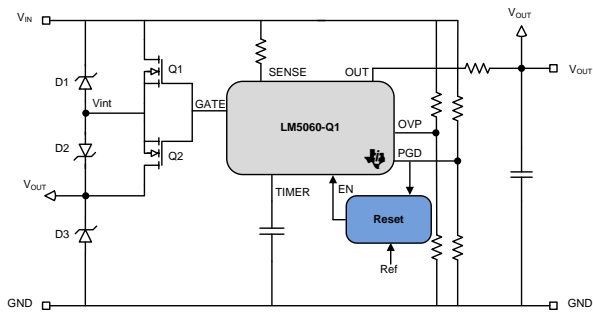 VIN
VOUT
D1
Q1
SENSE
OUT
VOUT
Vint
GATE
LM5060-Q1
OVP
D2
Q2
PGD
VOUT
TIMER
EN
Reset
D3
Ref
GND
GND